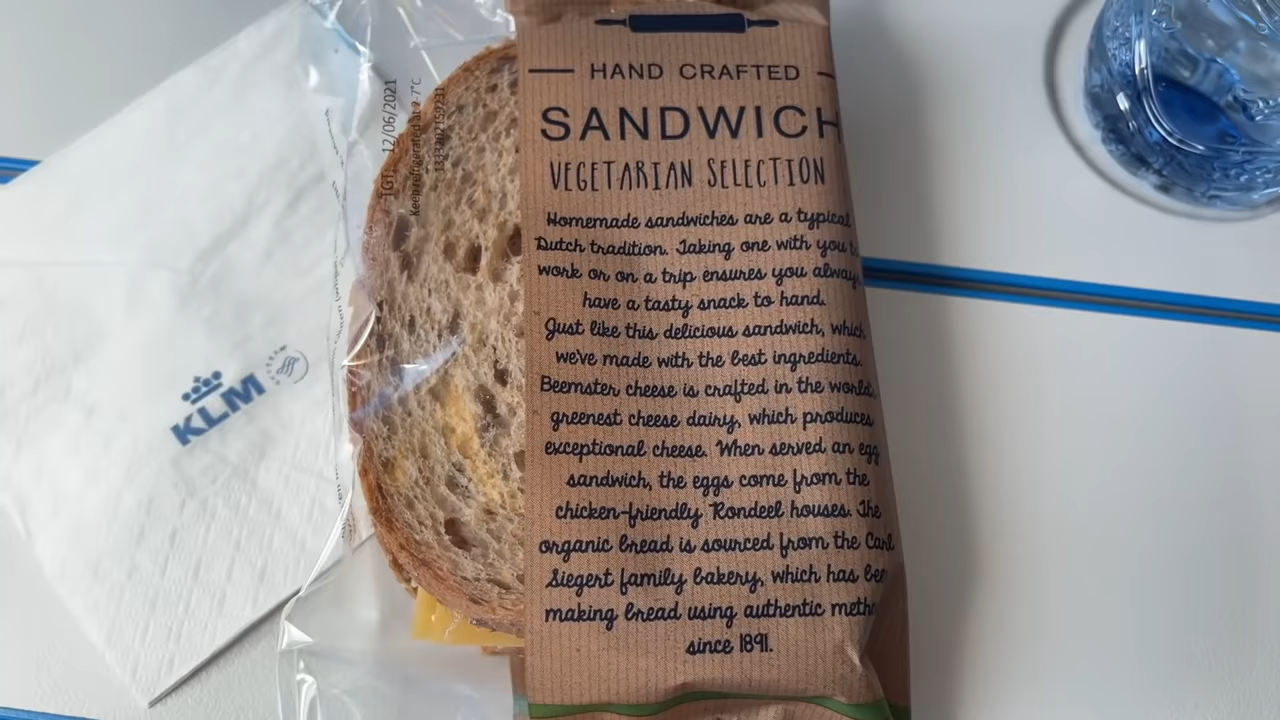 KLM
TGT: 12/06/2021
Keep refrigerated at 2-7°C
HAND CRAFTED
SANDWICH
VEGETARIAN SELECTION
Homemade sandwiches are a typical
Dutch tradition. Taking one with you t
work or on a trip ensures you always
have a tasty snack to hand.
Just like this delicious sandwich, which
we've made with the best ingredients.
Beemster cheese is crafted in the world's
greenest cheese dairy, which produces
exceptional cheese. When served an egg
sandwich, the eggs come from the
chicken-friendly Rondeel houses. The
organic bread is sourced from the Carl
Siegert family bakery, which has bee
making bread using authentic metho
since 1891.